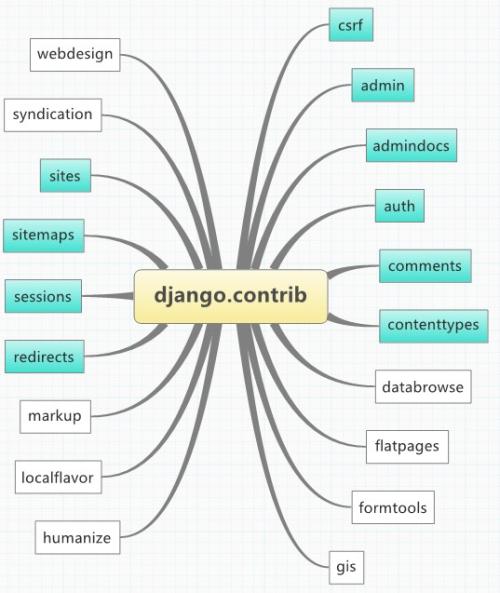 csrf
webdesign
admin
syndication
admindocs
sites
auth
sitemaps
comments
django.contrib
sessions
contenttypes
redirects
databrowse
markup
flatpages
localflavor
formtools
humanize
gis